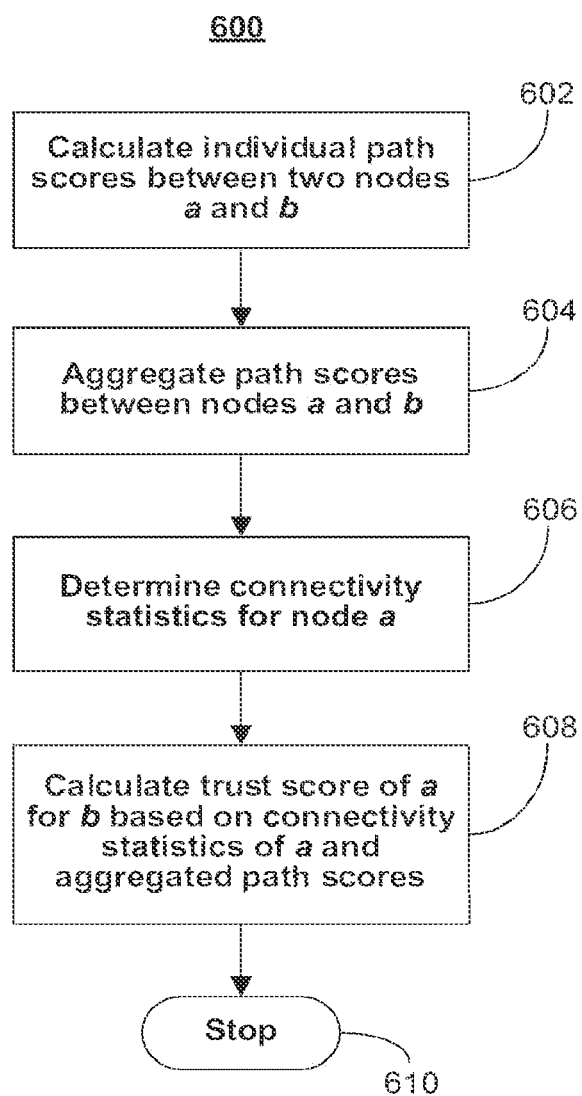 600
602
Calculate individual path
scores between two nodes
a and b
604
Aggregate path scores
between nodes a and b
606
Determine connectivity
statistics for node a
608
Calculate trust score of a
for b based on connectivity
statistics of a and
aggregated path scores
Stop
610